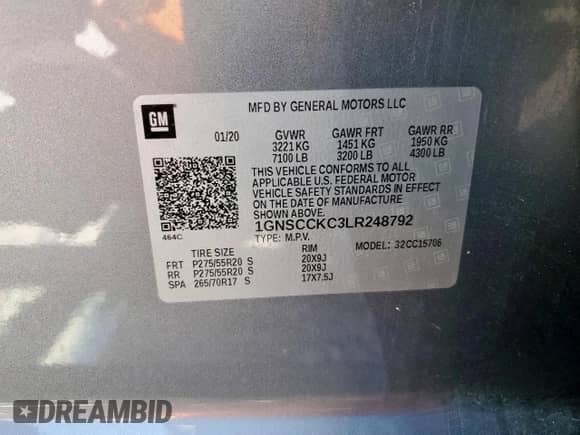 MFD BY GENERAL MOTORS LLC
GM
01/20 GVWR GAWR FRT GAWR RR
3221 KG 1451 KG 1950 KG
7100 LB 3200 LB 4300 LB
THIS VEHICLE CONFORMS TO ALL
APPLICABLE U.S. FEDERAL MOTOR
VEHICLE SAFETY STANDARDS IN EFFECT
ON THE DATE OF MANUFACTURE SHOWN ABOVE.
1GNSCCKC3LR248792
464C
TYPE: M.P.V. MODEL: 32CC15706
TIRE SIZE RIM
FRT P275/55R20 S 20X9J
RR P275/55R20 S 20X9J
SPA 265/70R17 S 17X7.5J
DREAMBID